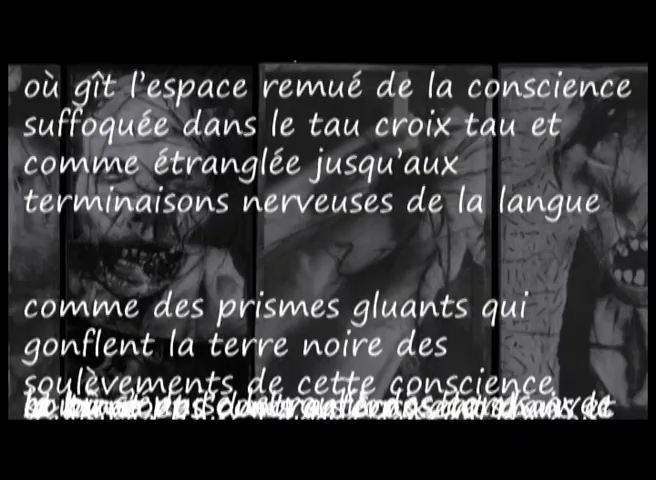 où gît l'espace remué de la conscience
suffoquée dans le tau croix tau et
comme étranglée jusqu'aux
terminaisons nerveuses de la langue
comme des prismes gluants qui
gonflent la terre noire des
soulèvements de cette conscience